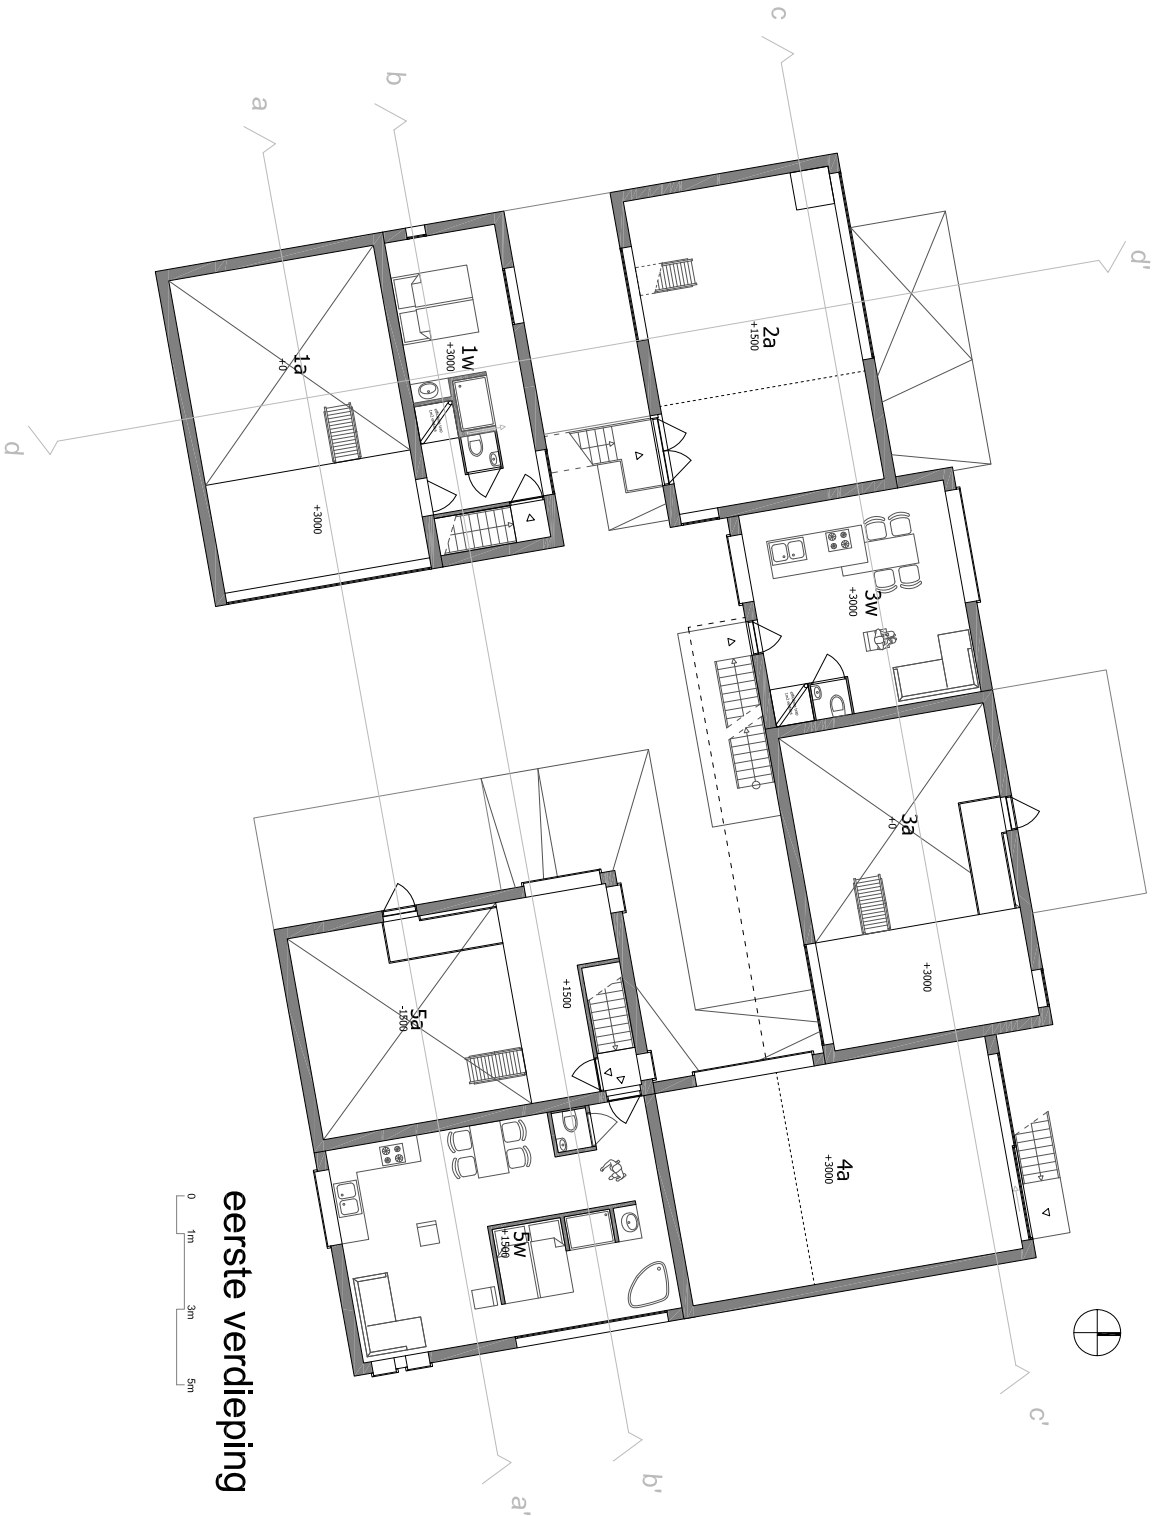 c
b
a
d'
d
2a
+1500
1w
+3000
1a
+0
+3000
3w
+3000
3a
+0
+3000
+1500
5a
-1500
4a
+3000
5w
+1500
eerste verdieping
0
1m
3m
5m
c'
b'
a'